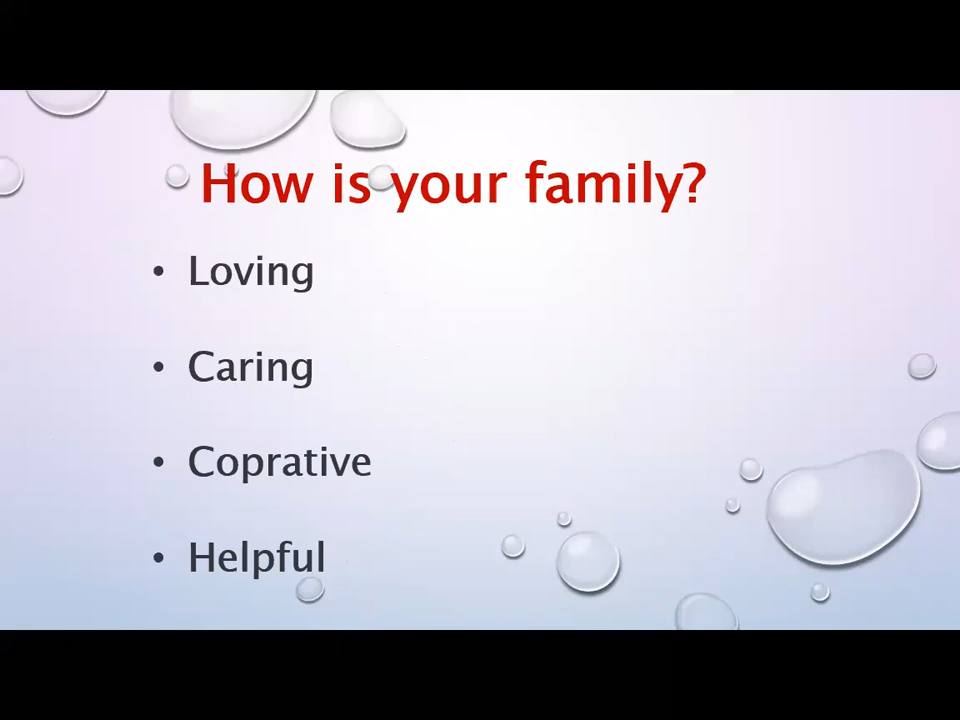 How is your family?
• Loving
• Caring
• Coprative
• Helpful